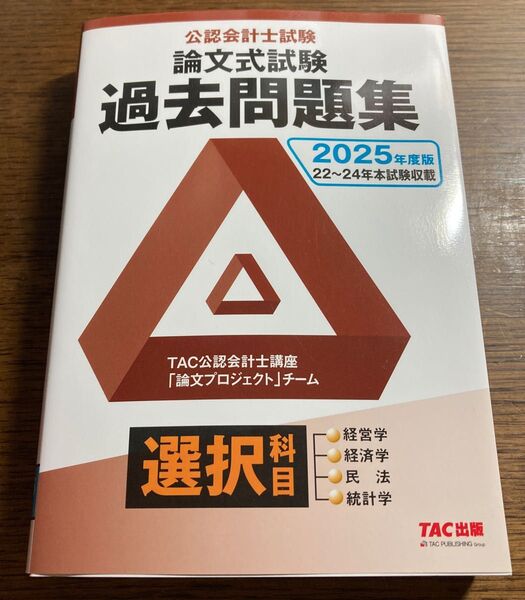 公認会計士試験
論文式試験
過去問題集
2025年度版
22～24年本試験収載
TAC公認会計士講座
「論文プロジェクト」チーム
選択科目
経営学
経済学
民 法
統計学
TAC出版
TAC PUBLISHING Group